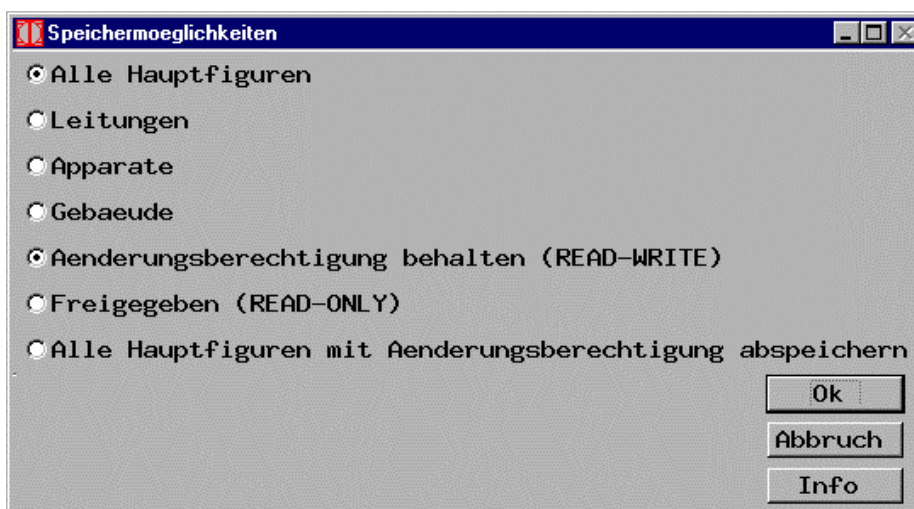 Speichermoeglichkeiten
Alle Hauptfiguren
Leitungen
Apparate
Gebaeude
Aenderungsberechtigung behalten (READ-WRITE)
Freigegeben (READ-ONLY)
Alle Hauptfiguren mit Aenderungsberechtigung abspeichern
Ok
Abbruch
Info